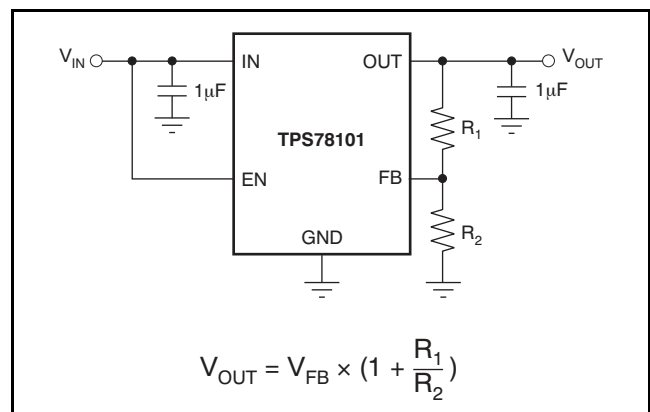 V_IN
IN
OUT
V_OUT
1μF
1μF
R_1
TPS78101
EN
FB
R_2
GND
V_OUT = V_FB × (1 + R_1/R_2)